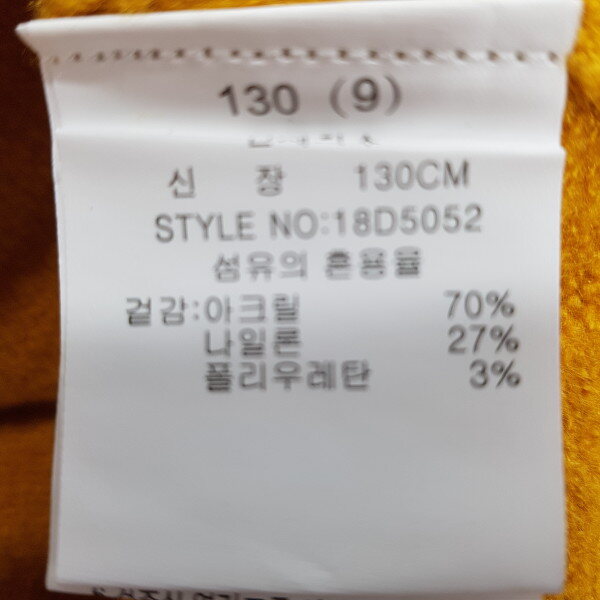 130 (9)
신 장 130CM
STYLE NO:18D5052
섬유의 혼용율
겉감:아크릴 70%
나일론 27%
폴리우레탄 3%